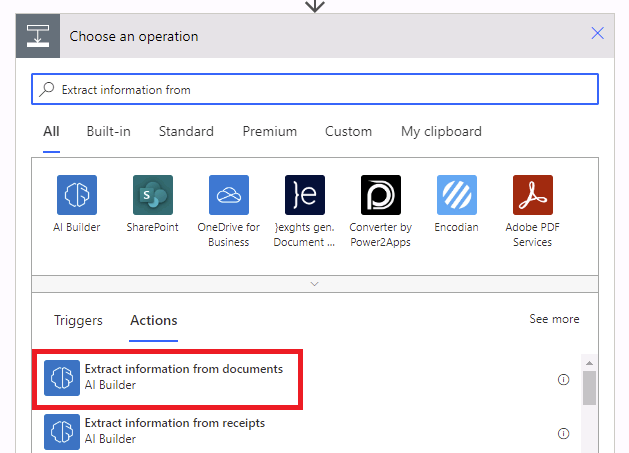 Choose an operation
Extract information from
All Built-in Standard Premium Custom My clipboard
AI Builder SharePoint OneDrive for Business }exghts gen. Document ... Converter by Power2Apps Encodian Adobe PDF Services
Triggers Actions See more
Extract information from documents
AI Builder
Extract information from receipts
AI Builder